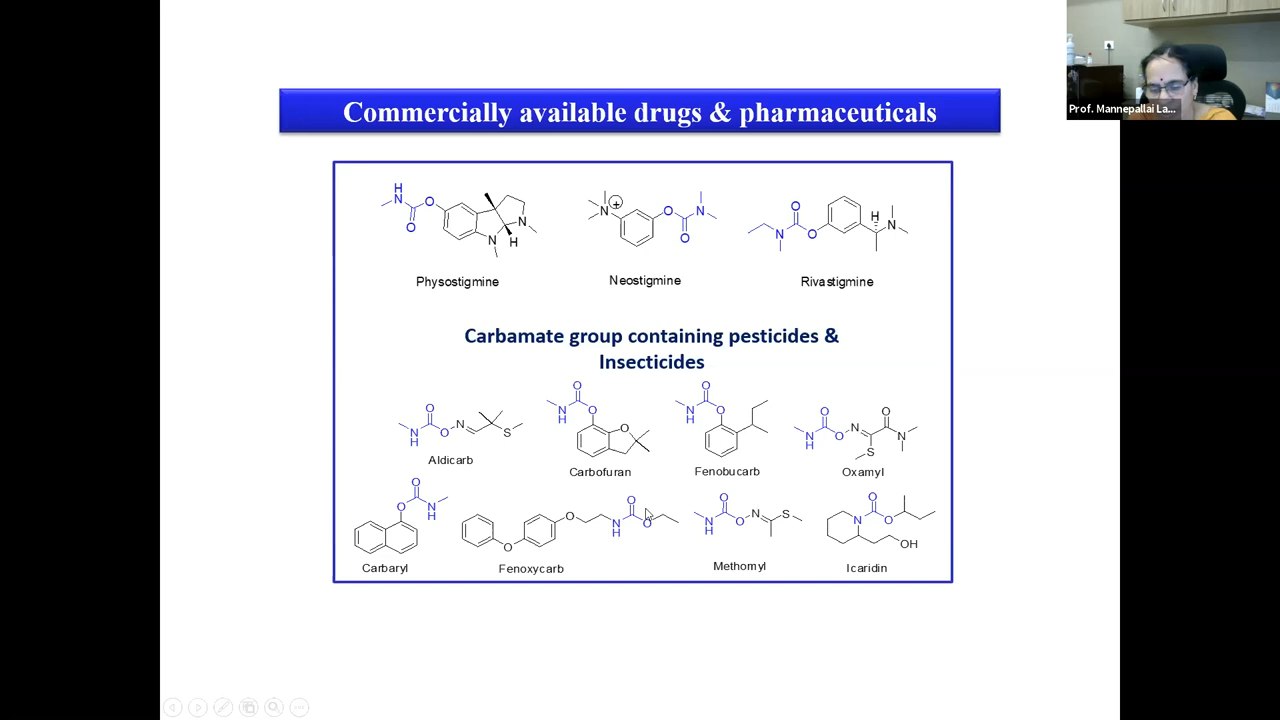 Prof. Mannepallai La...
Commercially available drugs & pharmaceuticals
Physostigmine
Neostigmine
Rivastigmine
Carbamate group containing pesticides &
Insecticides
Aldicarb
Carbofuran
Fenobucarb
Oxamyl
Carbaryl
Fenoxycarb
Methomyl
Icaridin